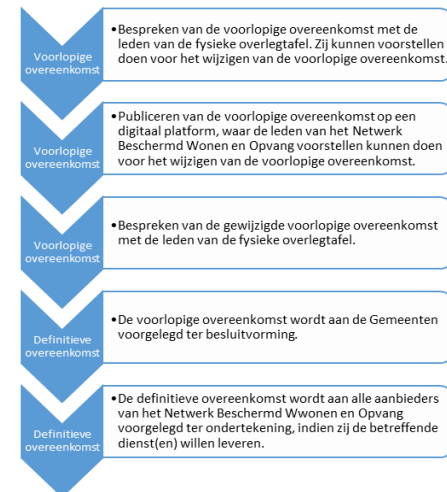 Voorlopige
overeenkomst
•Bespreken van de voorlopige overeenkomst met de
leden van de fysieke overlegtafel. Zij kunnen voorstellen
doen voor het wijzigen van de voorlopige overeenkomst.
Voorlopige
overeenkomst
•Publiceren van de voorlopige overeenkomst op een
digitaal platform, waar de leden van het Netwerk
Beschermd Wonen en Opvang voorstellen kunnen doen
voor het wijzigen van de voorlopige overeenkomst.
Voorlopige
overeenkomst
•Bespreken van de gewijzigde voorlopige overeenkomst
met de leden van de fysieke overlegtafel.
Definitieve
overeenkomst
•De voorlopige overeenkomst wordt aan de Gemeenten
voorgelegd ter besluitvorming.
Definitieve
overeenkomst
•De definitieve overeenkomst wordt aan alle aanbieders
van het Netwerk Beschermd Wwonen en Opvang
voorgelegd ter ondertekening, indien zij de betreffende
dienst(en) willen leveren.